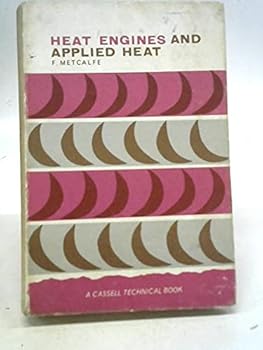 HEAT ENGINES AND
APPLIED HEAT
F. METCALFE
A CASSELL TECHNICAL BOOK